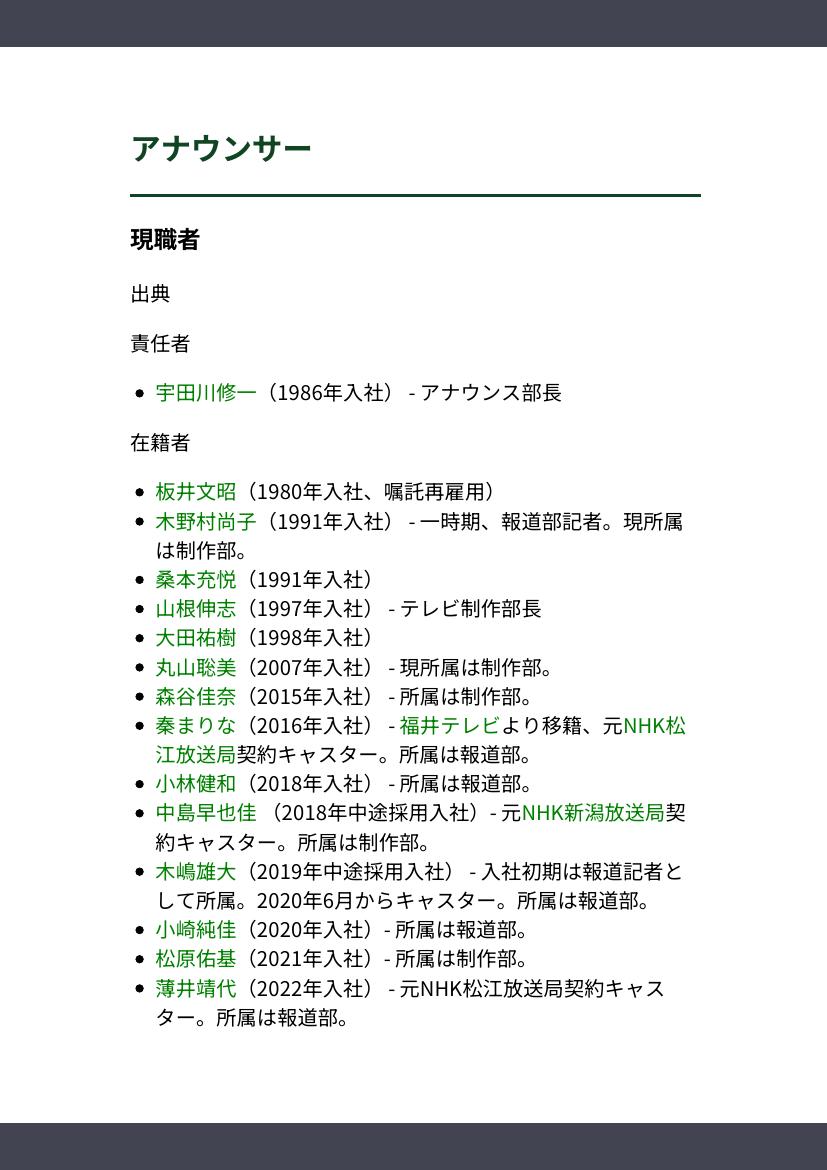 アナウンサー
現職者
出典
責任者
宇田川修一（1986年入社） - アナウンス部長
在籍者
板井文昭（1980年入社、嘱託再雇用）
木野村尚子（1991年入社） - 一時期、報道部記者。現所属
は制作部。
桑本充悦（1991年入社）
山根伸志（1997年入社） - テレビ制作部長
大田祐樹（1998年入社）
丸山聡美（2007年入社） - 現所属は制作部。
森谷佳奈（2015年入社） - 所属は制作部。
秦まりな（2016年入社） - 福井テレビより移籍、元NHK松
江放送局契約キャスター。所属は報道部。
小林健和（2018年入社） - 所属は報道部。
中島早也佳 （2018年中途採用入社）- 元NHK新潟放送局契
約キャスター。所属は制作部。
木嶋雄大（2019年中途採用入社） - 入社初期は報道記者と
して所属。2020年6月からキャスター。所属は報道部。
小崎純佳（2020年入社）- 所属は報道部。
松原佑基（2021年入社）- 所属は制作部。
薄井靖代（2022年入社） - 元NHK松江放送局契約キャス
ター。所属は報道部。